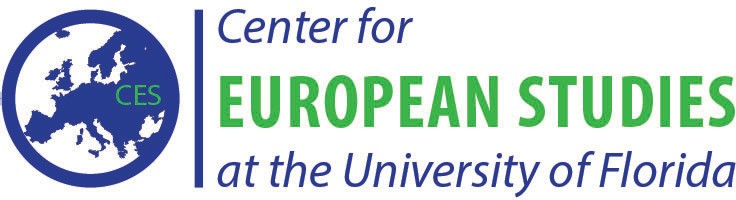 CES
Center for
EUROPEAN STUDIES
at the University of Florida